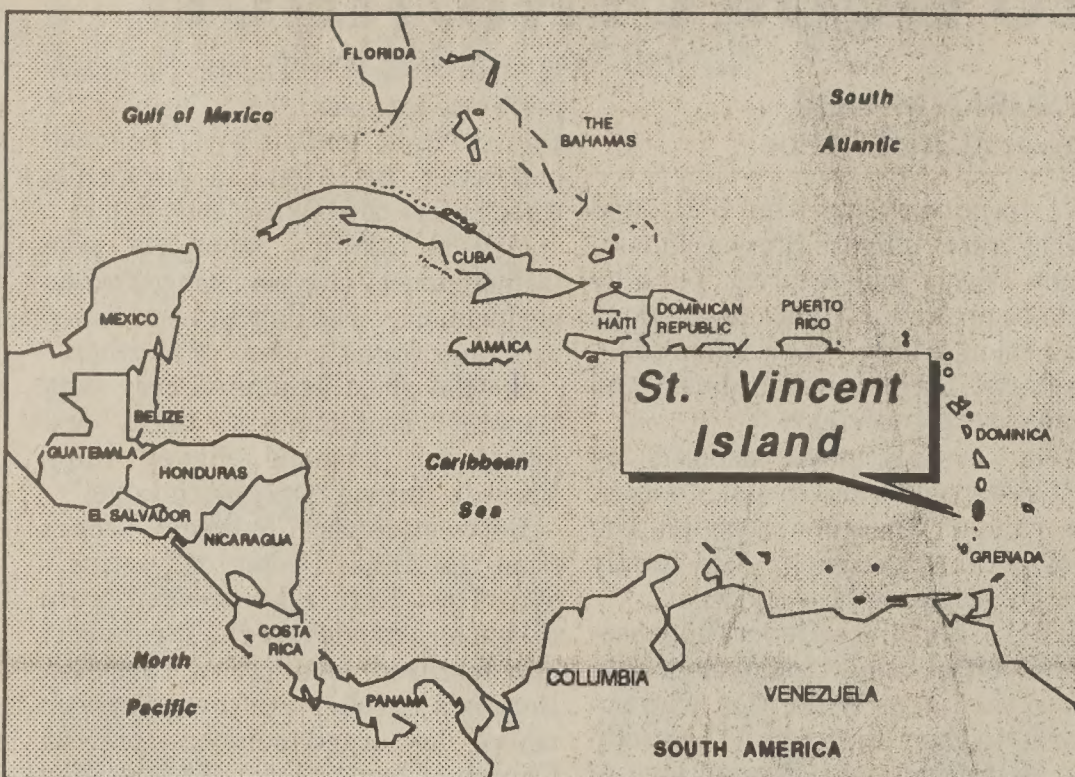 FLORIDA
Gulf of Mexico
South
Atlantic
THE
BAHAMAS
CUBA
MEXICO
HAITI
DOMINICAN
REPUBLIC
PUERTO
RICO
JAMAICA
St. Vincent
Island
BELIZE
GUATEMALA
HONDURAS
DOMINICA
Caribbean
Sea
EL SALVADOR
NICARAGUA
GRENADA
COSTA
RICA
North
Pacific
PANAMA
COLUMBIA
VENEZUELA
SOUTH AMERICA